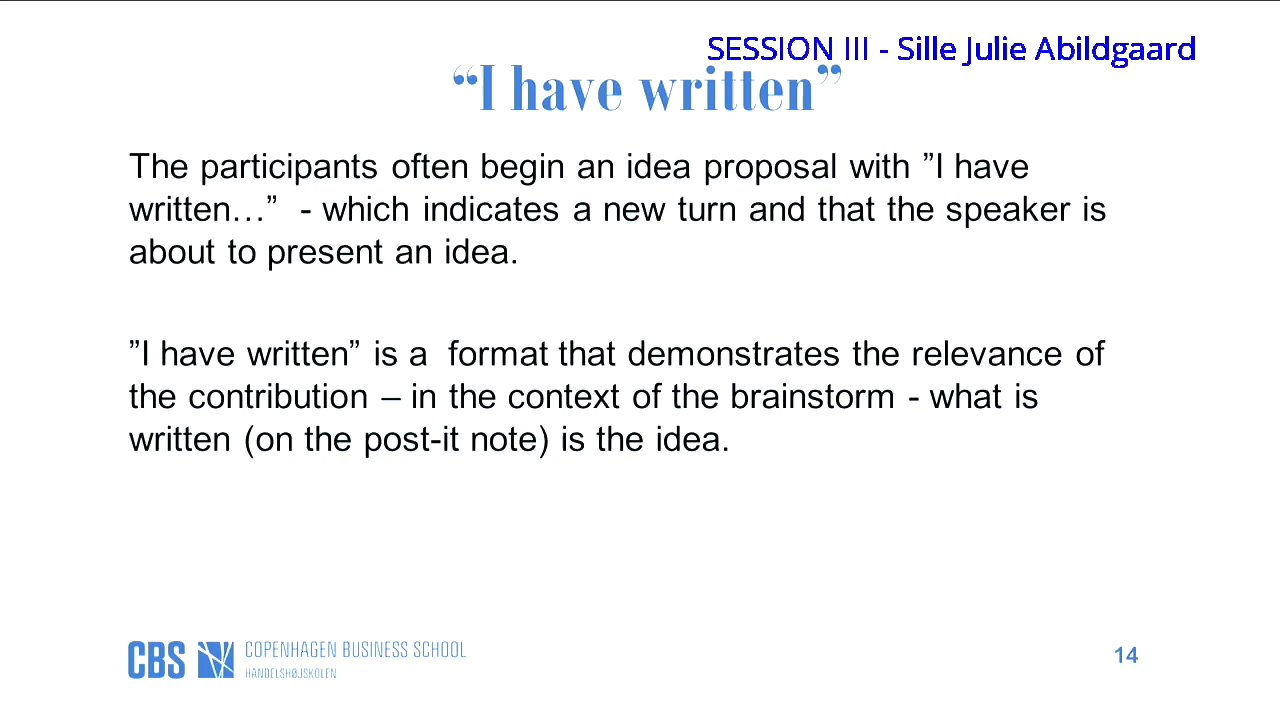 SESSION III - Sille Julie Abildgaard
“I have written”
The participants often begin an idea proposal with ”I have
written…”  - which indicates a new turn and that the speaker is
about to present an idea.
”I have written” is a  format that demonstrates the relevance of
the contribution – in the context of the brainstorm - what is
written (on the post-it note) is the idea.
CBS COPENHAGEN BUSINESS SCHOOL
HANDELSHØJSKOLEN
14